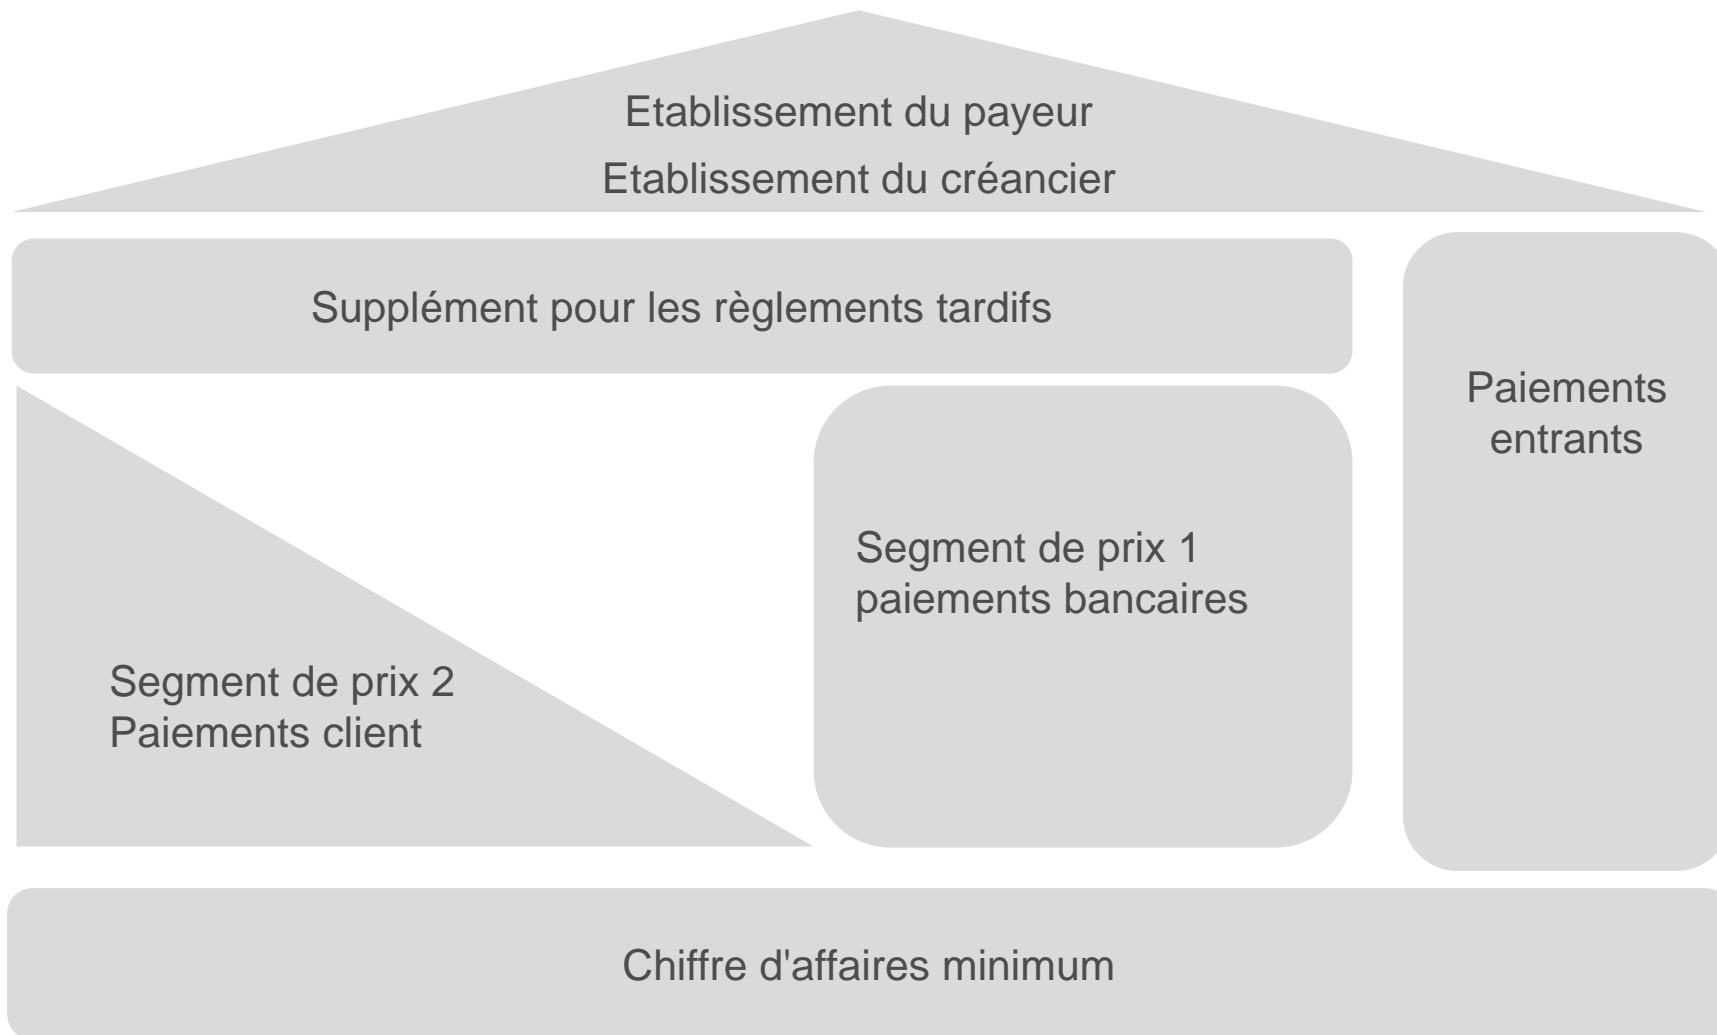 Etablissement du payeur
Etablissement du créancier
Supplément pour les règlements tardifs
Paiements
entrants
Segment de prix 1
paiements bancaires
Segment de prix 2
Paiements client
Chiffre d'affaires minimum